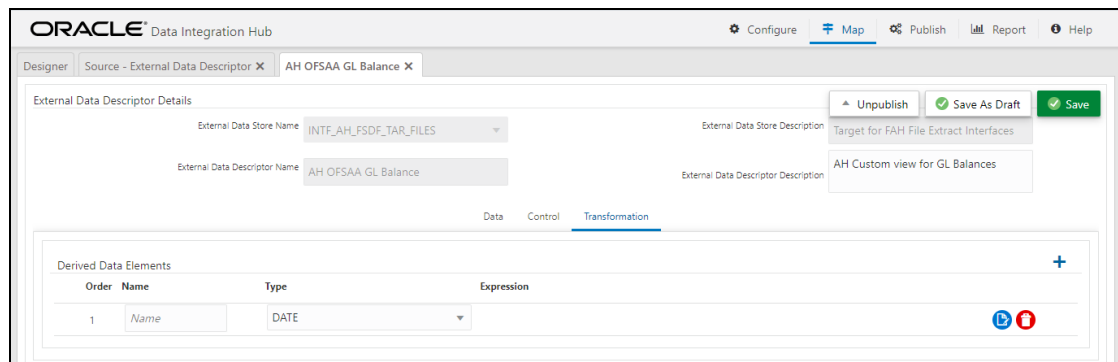 ORACLE® Data Integration Hub
Configure Map Publish Report Help
Designer Source - External Data Descriptor ✕ AH OFSAA GL Balance ✕
External Data Descriptor Details
Unpublish Save As Draft Save
External Data Store Name INTF_AH_FSDF_TAR_FILES External Data Store Description Target for FAH File Extract Interfaces
External Data Descriptor Name AH OFSAA GL Balance External Data Descriptor Description AH Custom view for GL Balances
Data Control Transformation
Derived Data Elements
Order Name Type Expression
1 Name DATE